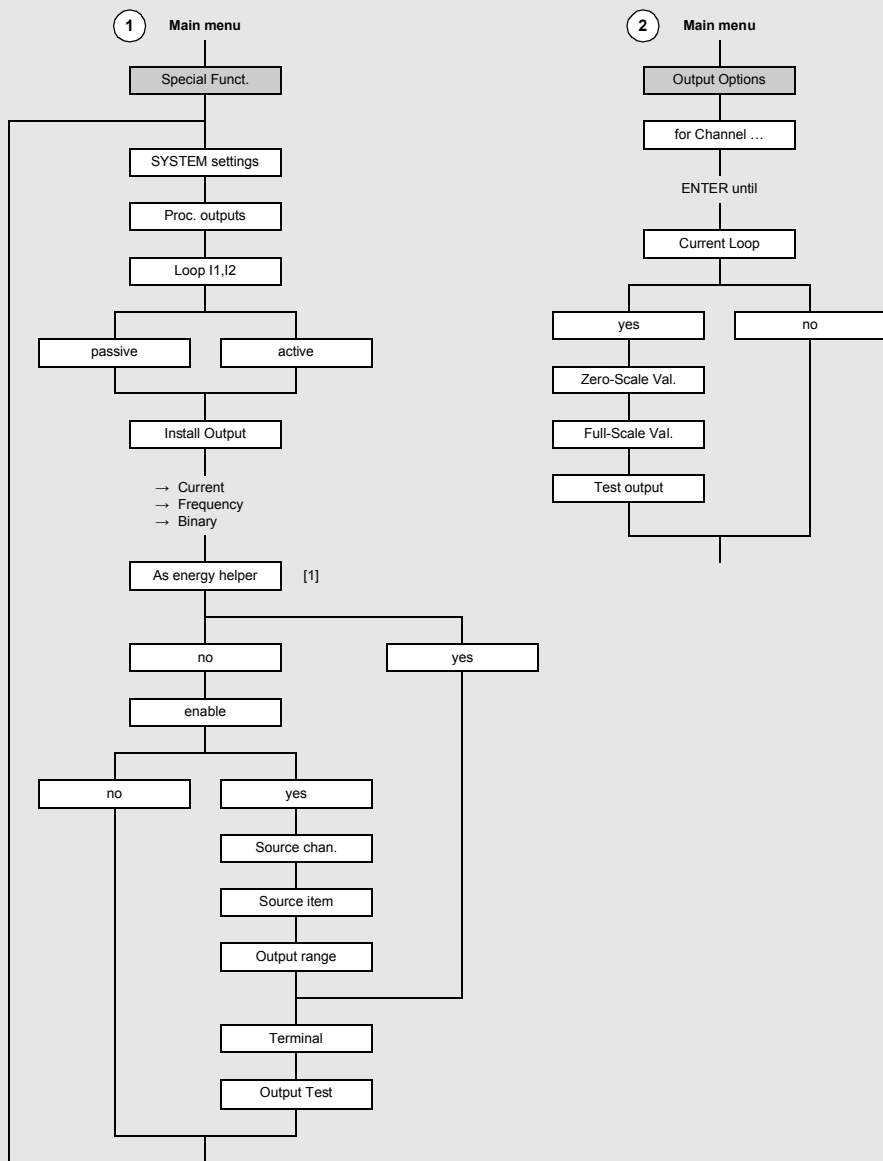 1 Main menu
Special Funct.
SYSTEM settings
Proc. outputs
Loop I1,I2
passive
active
Install Output
→ Current
→ Frequency
→ Binary
As energy helper [1]
no
yes
enable
no
yes
Source chan.
Source item
Output range
Terminal
Output Test
2 Main menu
Output Options
for Channel …
ENTER until
Current Loop
yes
no
Zero-Scale Val.
Full-Scale Val.
Test output